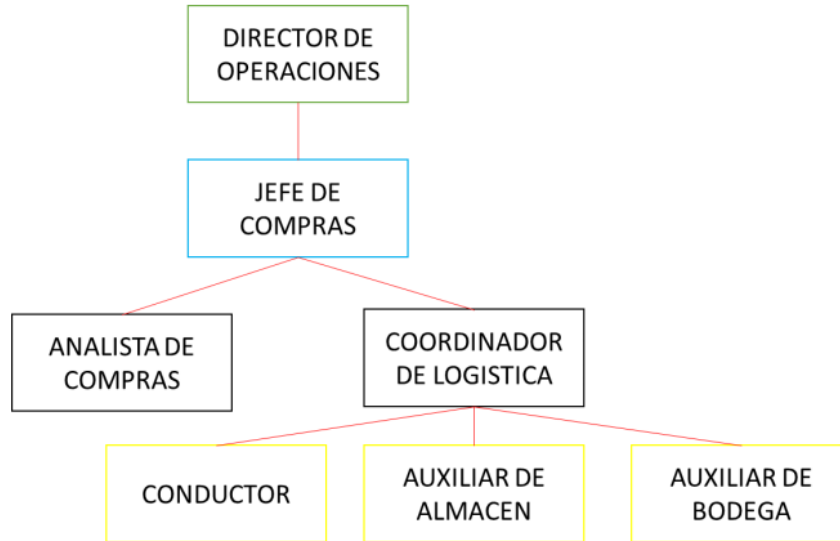 DIRECTOR DE
OPERACIONES
JEFE DE
COMPRAS
ANALISTA DE
COMPRAS
COORDINADOR
DE LOGISTICA
CONDUCTOR
AUXILIAR DE
ALMACEN
AUXILIAR DE
BODEGA